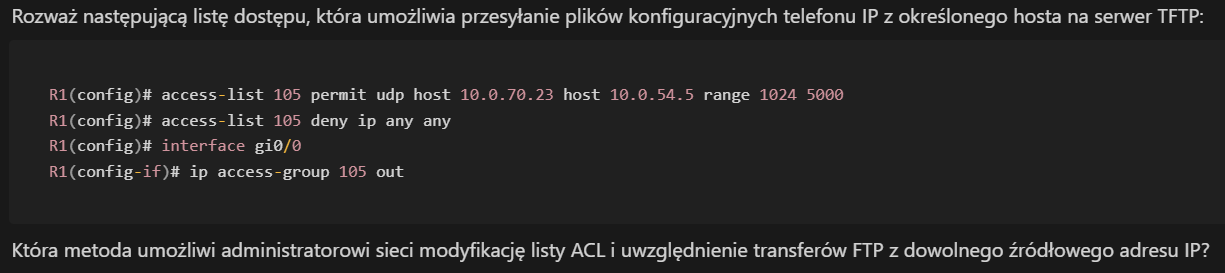 Rozważ następującą listę dostępu, która umożliwia przesyłanie plików konfiguracyjnych telefonu IP z określonego hosta na serwer TFTP:
R1(config)# access-list 105 permit udp host 10.0.70.23 host 10.0.54.5 range 1024 5000
R1(config)# access-list 105 deny ip any any
R1(config)# interface gi0/0
R1(config-if)# ip access-group 105 out
Która metoda umożliwi administratorowi sieci modyfikację listy ACL i uwzględnienie transferów FTP z dowolnego źródłowego adresu IP?